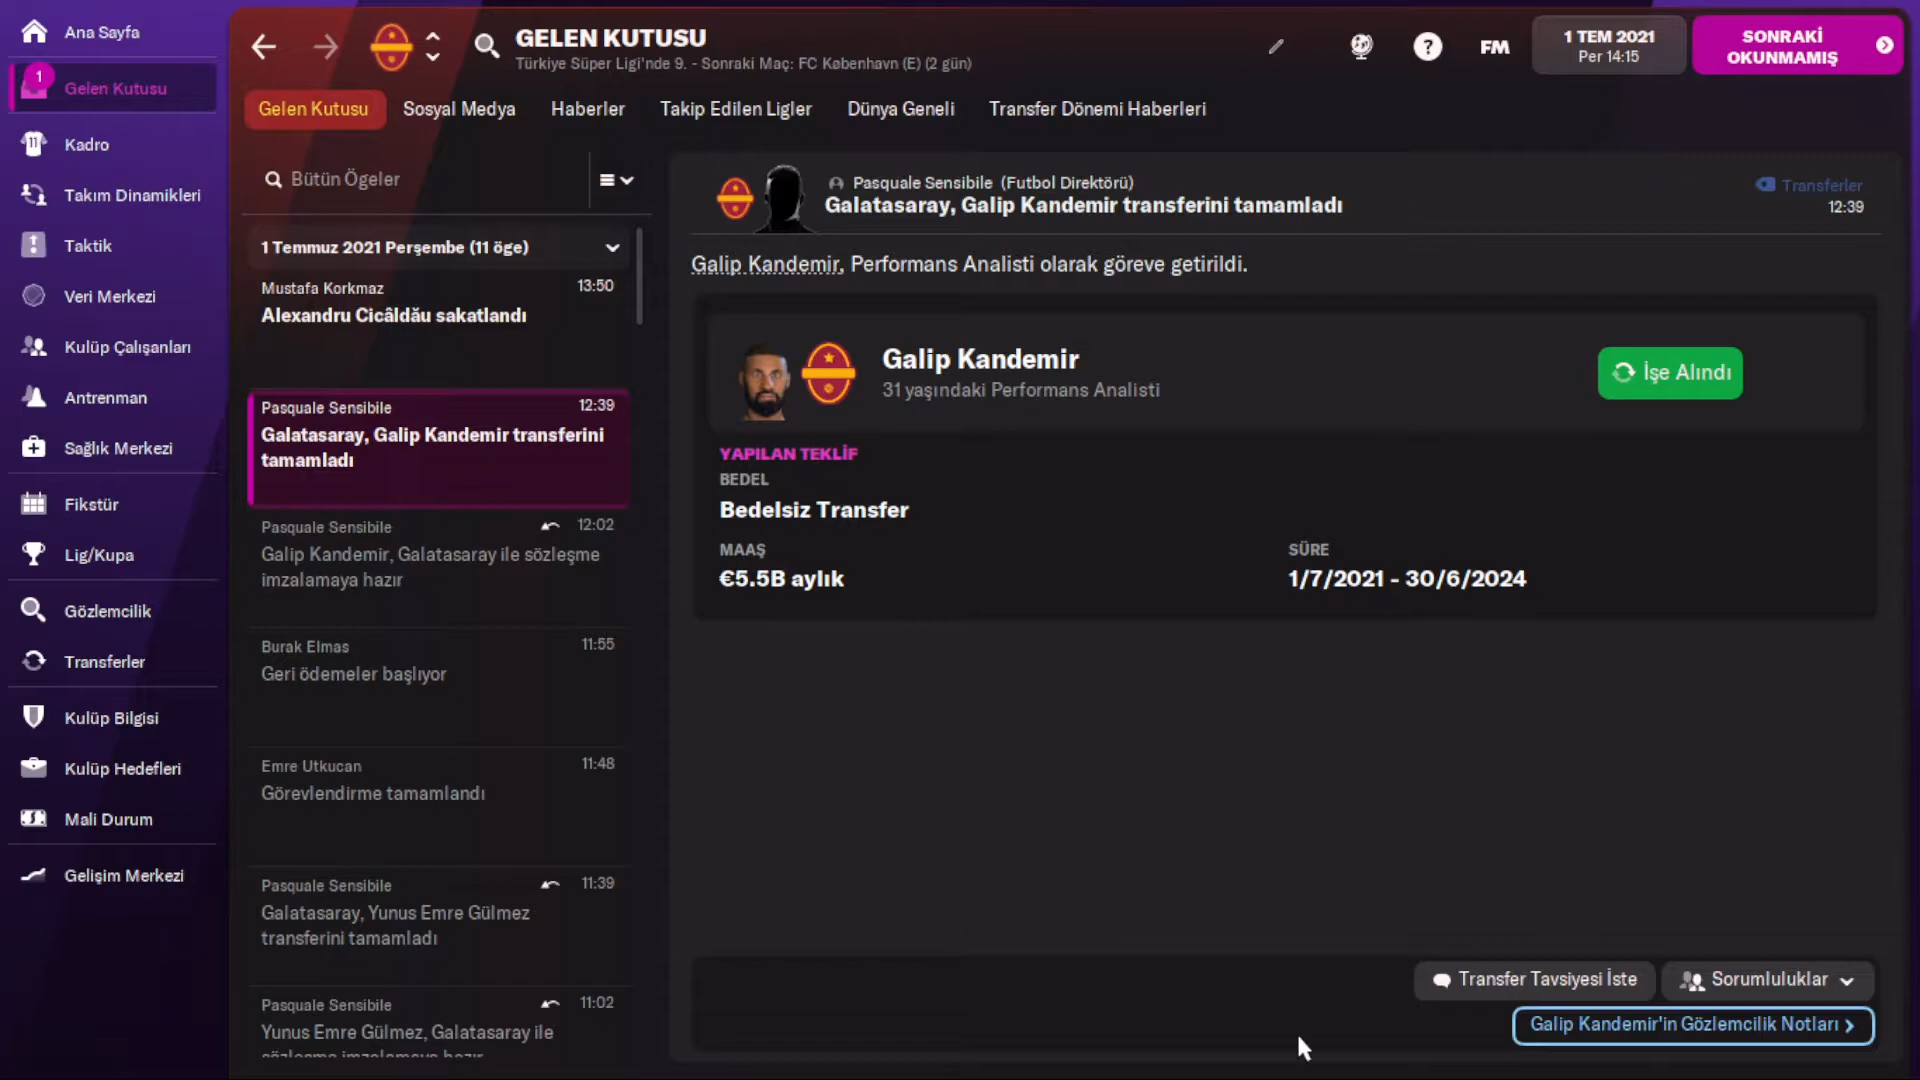 Ana Sayfa
1
Gelen Kutusu
Kadro
Takım Dinamikleri
Taktik
Veri Merkezi
Kulüp Çalışanları
Antrenman
Sağlık Merkezi
Fikstür
Lig/Kupa
Gözlemcilik
Transferler
Kulüp Bilgisi
Kulüp Hedefleri
Mali Durum
Gelişim Merkezi
GELEN KUTUSU
Türkiye Süper Ligi'nde 9. - Sonraki Maç: FC København (E) (2 gün)
FM
1 TEM 2021
Per 14:15
SONRAKİ
OKUNMAMIŞ
Gelen Kutusu Sosyal Medya Haberler Takip Edilen Ligler Dünya Geneli Transfer Dönemi Haberleri
Bütün Ögeler
1 Temmuz 2021 Perşembe (11 öge)
Mustafa Korkmaz 13:50
Alexandru Cicâldău sakatlandı
Pasquale Sensibile 12:39
Galatasaray, Galip Kandemir transferini
tamamladı
Pasquale Sensibile 12:02
Galip Kandemir, Galatasaray ile sözleşme
imzalamaya hazır
Burak Elmas 11:55
Geri ödemeler başlıyor
Emre Utkucan 11:48
Görevlendirme tamamlandı
Pasquale Sensibile 11:39
Galatasaray, Yunus Emre Gülmez
transferini tamamladı
Pasquale Sensibile 11:02
Yunus Emre Gülmez, Galatasaray ile
sözleşme imzalamaya hazır
Pasquale Sensibile (Futbol Direktörü)
Transferler
Galatasaray, Galip Kandemir transferini tamamladı
12:39
Galip Kandemir, Performans Analisti olarak göreve getirildi.
Galip Kandemir
31 yaşındaki Performans Analisti
İşe Alındı
YAPILAN TEKLİF
BEDEL
Bedelsiz Transfer
MAAŞ SÜRE
€5.5B aylık 1/7/2021 - 30/6/2024
Transfer Tavsiyesi İste Sorumluluklar
Galip Kandemir'in Gözlemcilik Notları